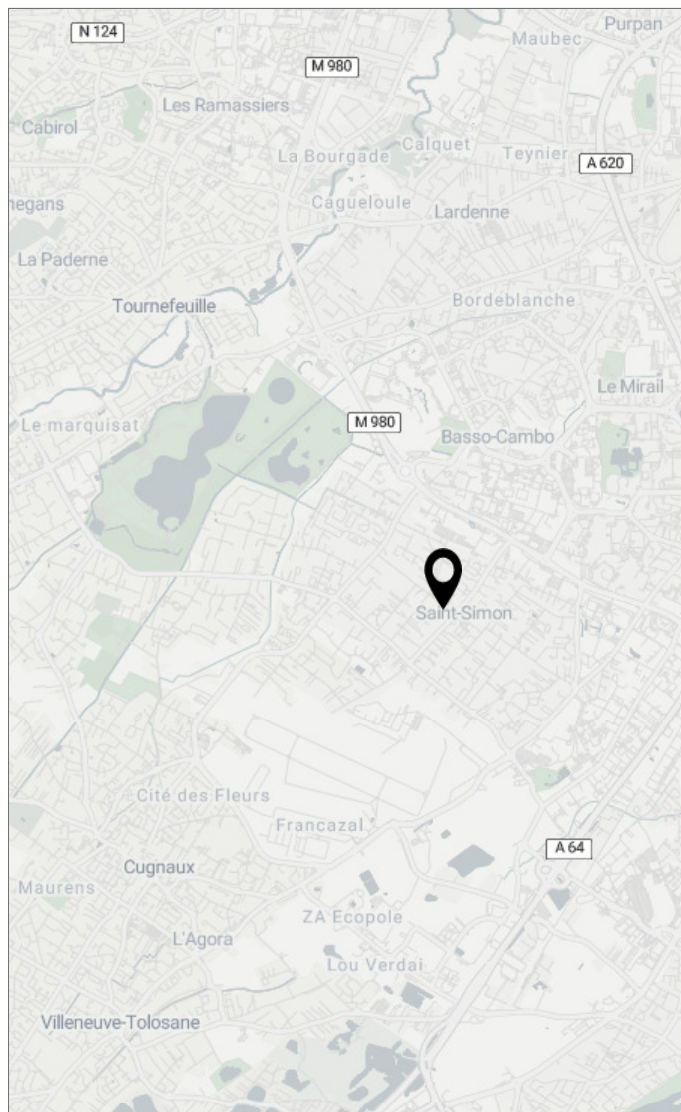 Purpan
N 124
Maubec
M 980
Les Ramassiers
Cabirol
Calquet
La Bourgade
Teynier
A 620
Cagueloule
negans
Lardenne
La Paderne
Bordeblanche
Tournefeuille
Le Mirail
M 980
Le marquisat
Basso-Cambo
Saint-Simon
Cité des Fleurs
Francazal
A 64
Cugnaux
Maurens
ZA Ecopole
L'Agora
Lou Verdai
Villeneuve-Tolosane